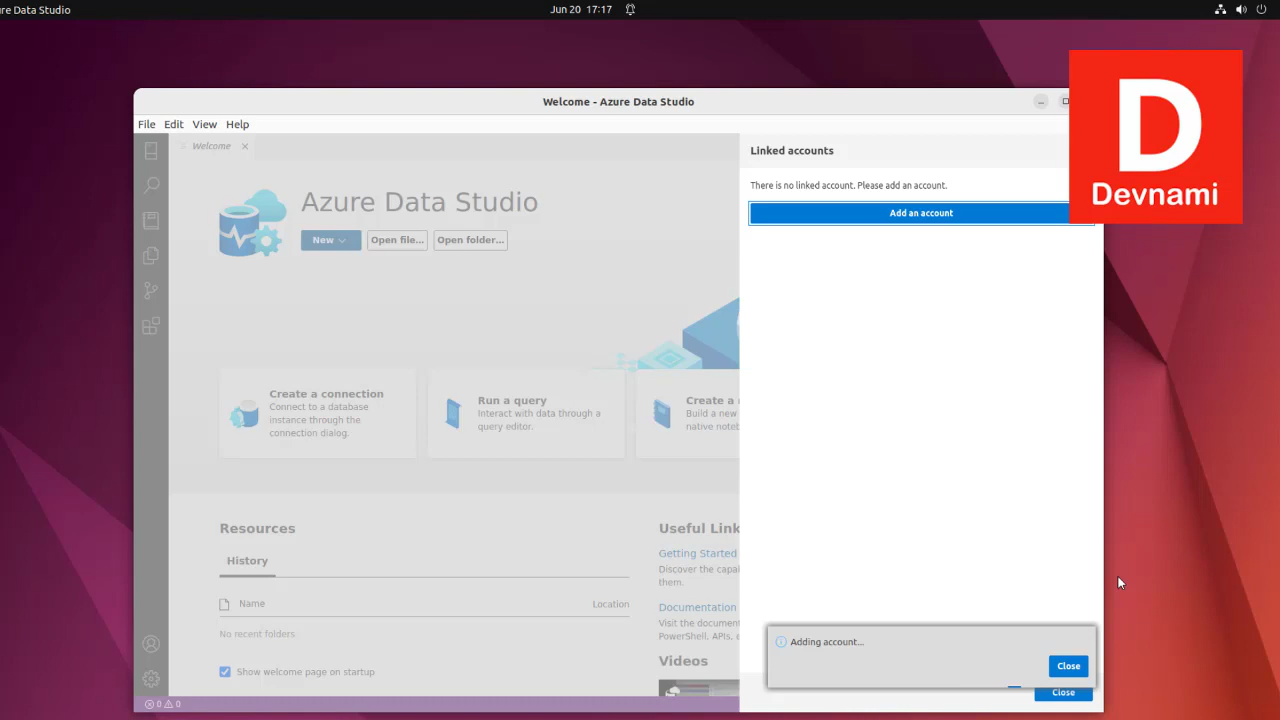 re Data Studio
Jun 20 17:17
Welcome - Azure Data Studio
File Edit View Help
Welcome
Azure Data Studio
New
Open file...
Open folder...
Create a connection
Connect to a database
instance through the
connection dialog.
Run a query
Interact with data through a
query editor.
Create a
Build a new
native noteb
Resources
History
Name
Location
No recent folders
Show welcome page on startup
Useful Link
Getting Started
Discover the capa
them.
Documentation
Visit the document
PowerShell, APIs,
Videos
0 0
Linked accounts
There is no linked account. Please add an account.
Add an account
Adding account...
Close
Close
D
Devnami